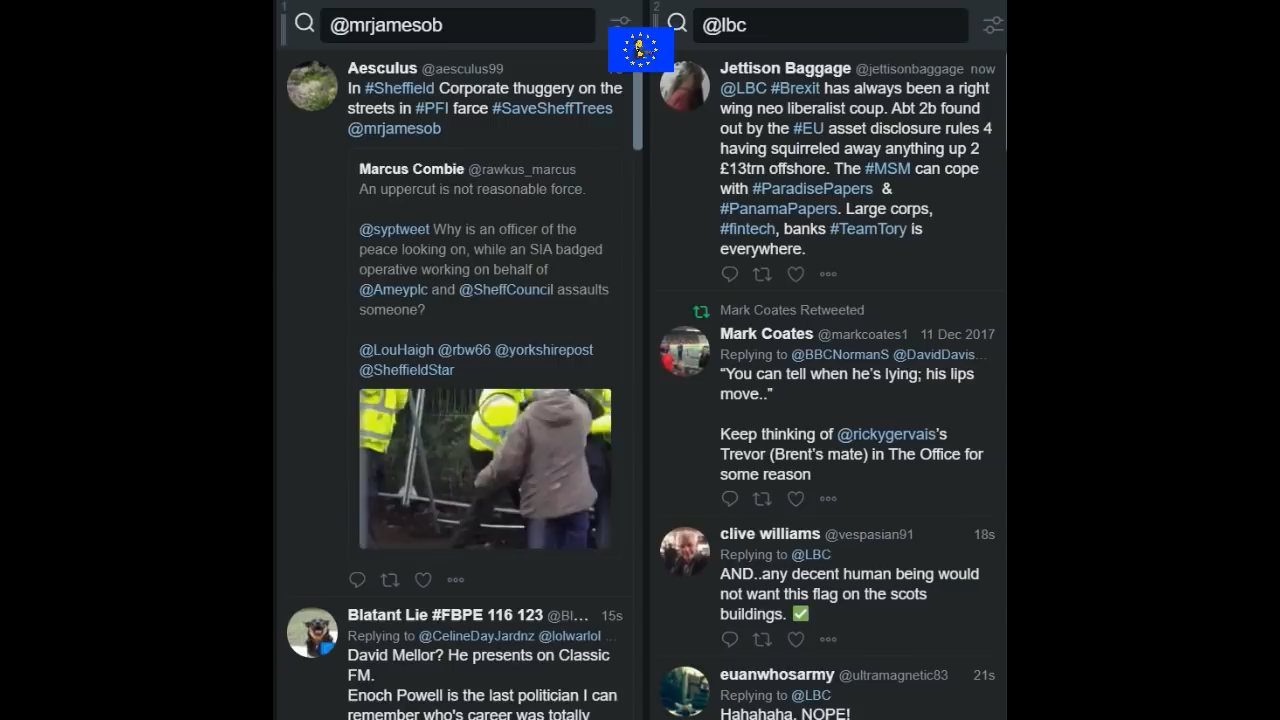 1
@mrjamesob
Aesculus @aesculus99
In #Sheffield Corporate thuggery on the
streets in #PFI farce #SaveSheffTrees
@mrjamesob
Marcus Combie @rawkus_marcus
An uppercut is not reasonable force.
@syptweet Why is an officer of the
peace looking on, while an SIA badged
operative working on behalf of
@Ameyplc and @SheffCouncil assaults
someone?
@LouHaigh @rbw66 @yorkshirepost
@SheffieldStar
Blatant Lie #FBPE 116 123 @Bl... 15s
Replying to @CelineDayJardnz @lolwarlol ...
David Mellor? He presents on Classic
FM.
Enoch Powell is the last politician I can
remember who's career was totally
2
@lbc
Jettison Baggage @jettisonbaggage now
@LBC #Brexit has always been a right
wing neo liberalist coup. Abt 2b found
out by the #EU asset disclosure rules 4
having squirreled away anything up 2
£13trn offshore. The #MSM can cope
with #ParadisePapers &
#PanamaPapers. Large corps,
#fintech, banks #TeamTory is
everywhere.
Mark Coates Retweeted
Mark Coates @markcoates1 11 Dec 2017
Replying to @BBCNormanS @DavidDavis...
“You can tell when he’s lying; his lips
move..”
Keep thinking of @rickygervais’s
Trevor (Brent’s mate) in The Office for
some reason
clive williams @vespasian91 18s
Replying to @LBC
AND..any decent human being would
not want this flag on the scots
buildings. ✅
euanwhosarmy @ultramagnetic83 21s
Replying to @LBC
Hahahaha. NOPE!